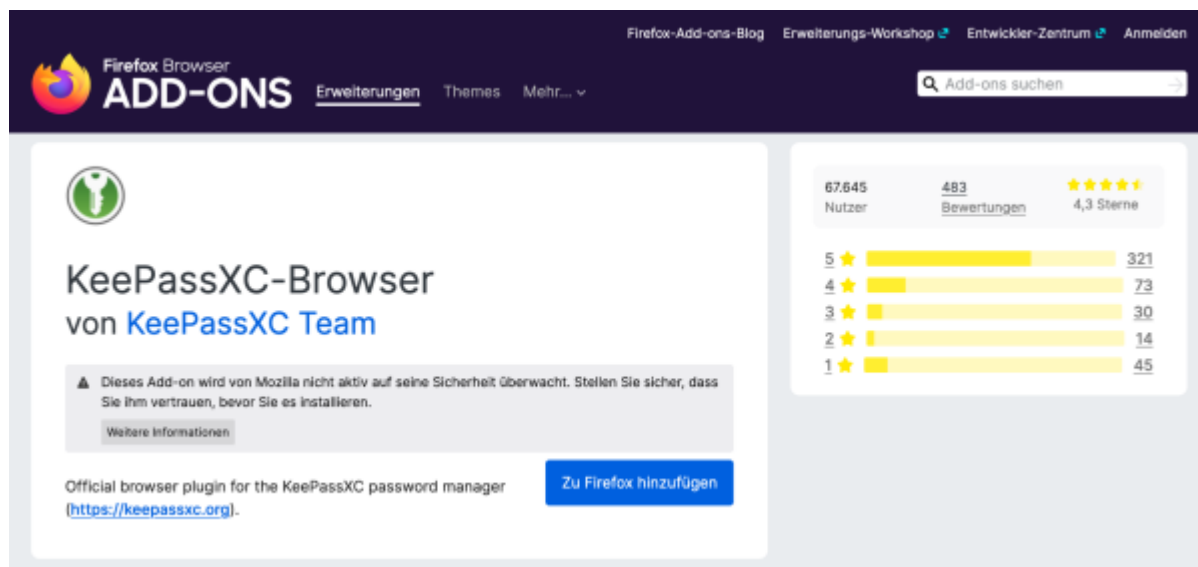 Firefox-Add-ons-Blog Erweiterungs-Workshop Entwickler-Zentrum Anmelden
Firefox Browser
ADD-ONS Erweiterungen Themes Mehr...
Add-ons suchen
KeePassXC-Browser
von KeePassXC Team
Dieses Add-on wird von Mozilla nicht aktiv auf seine Sicherheit überwacht. Stellen Sie sicher, dass
Sie ihm vertrauen, bevor Sie es installieren.
Weitere Informationen
Official browser plugin for the KeePassXC password manager
(https://keepassxc.org).
Zu Firefox hinzufügen
67.645 483
Nutzer Bewertungen 4,3 Sterne
5 321
4 73
3 30
2 14
1 45